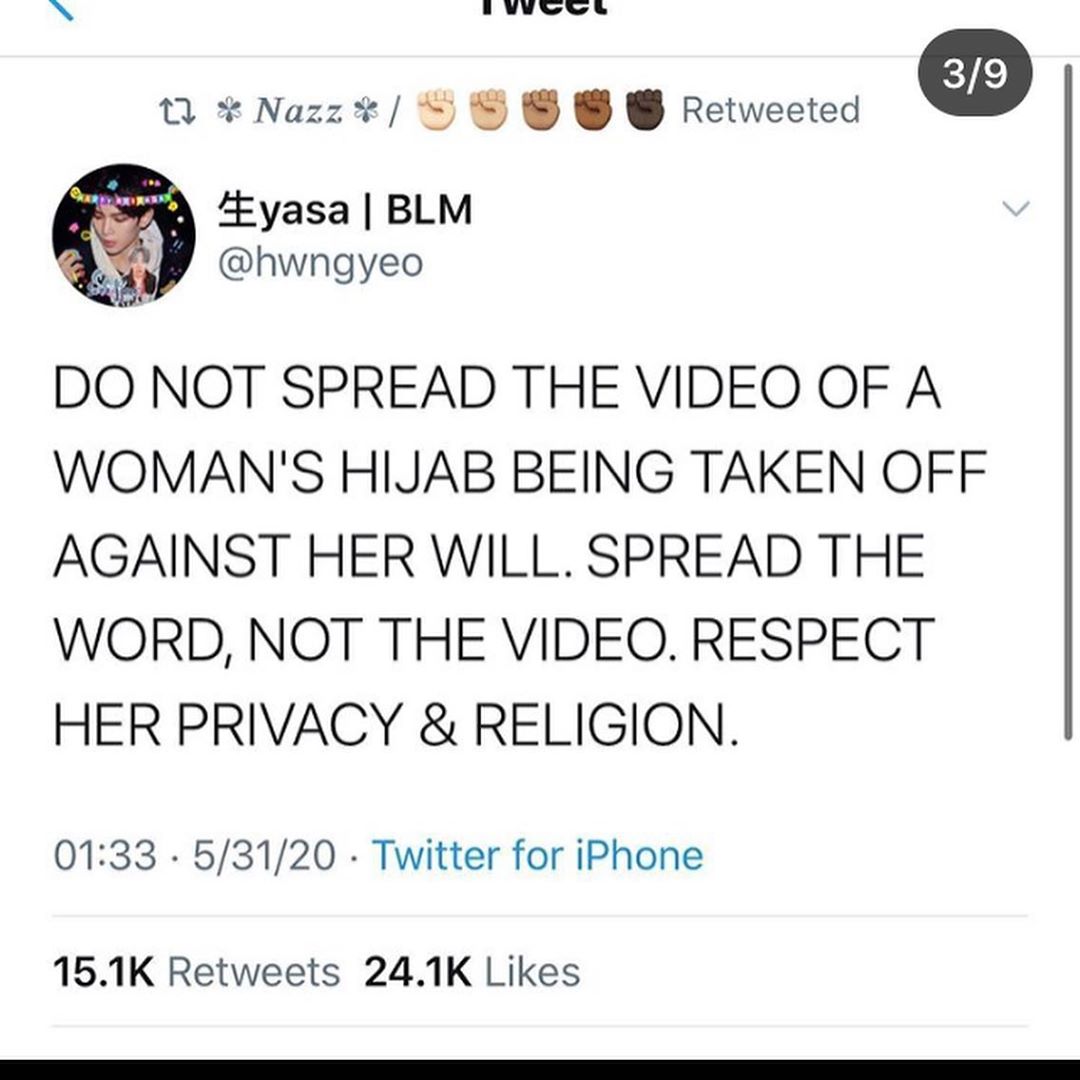 Tweet
3/9
✻ Nazz ✻ / ✊🏻 ✊🏼 ✊🏽 ✊🏾 ✊🏿 Retweeted
生yasa | BLM
@hwngyeo
DO NOT SPREAD THE VIDEO OF A
WOMAN'S HIJAB BEING TAKEN OFF
AGAINST HER WILL. SPREAD THE
WORD, NOT THE VIDEO. RESPECT
HER PRIVACY & RELIGION.
01:33 · 5/31/20 · Twitter for iPhone
15.1K Retweets 24.1K Likes